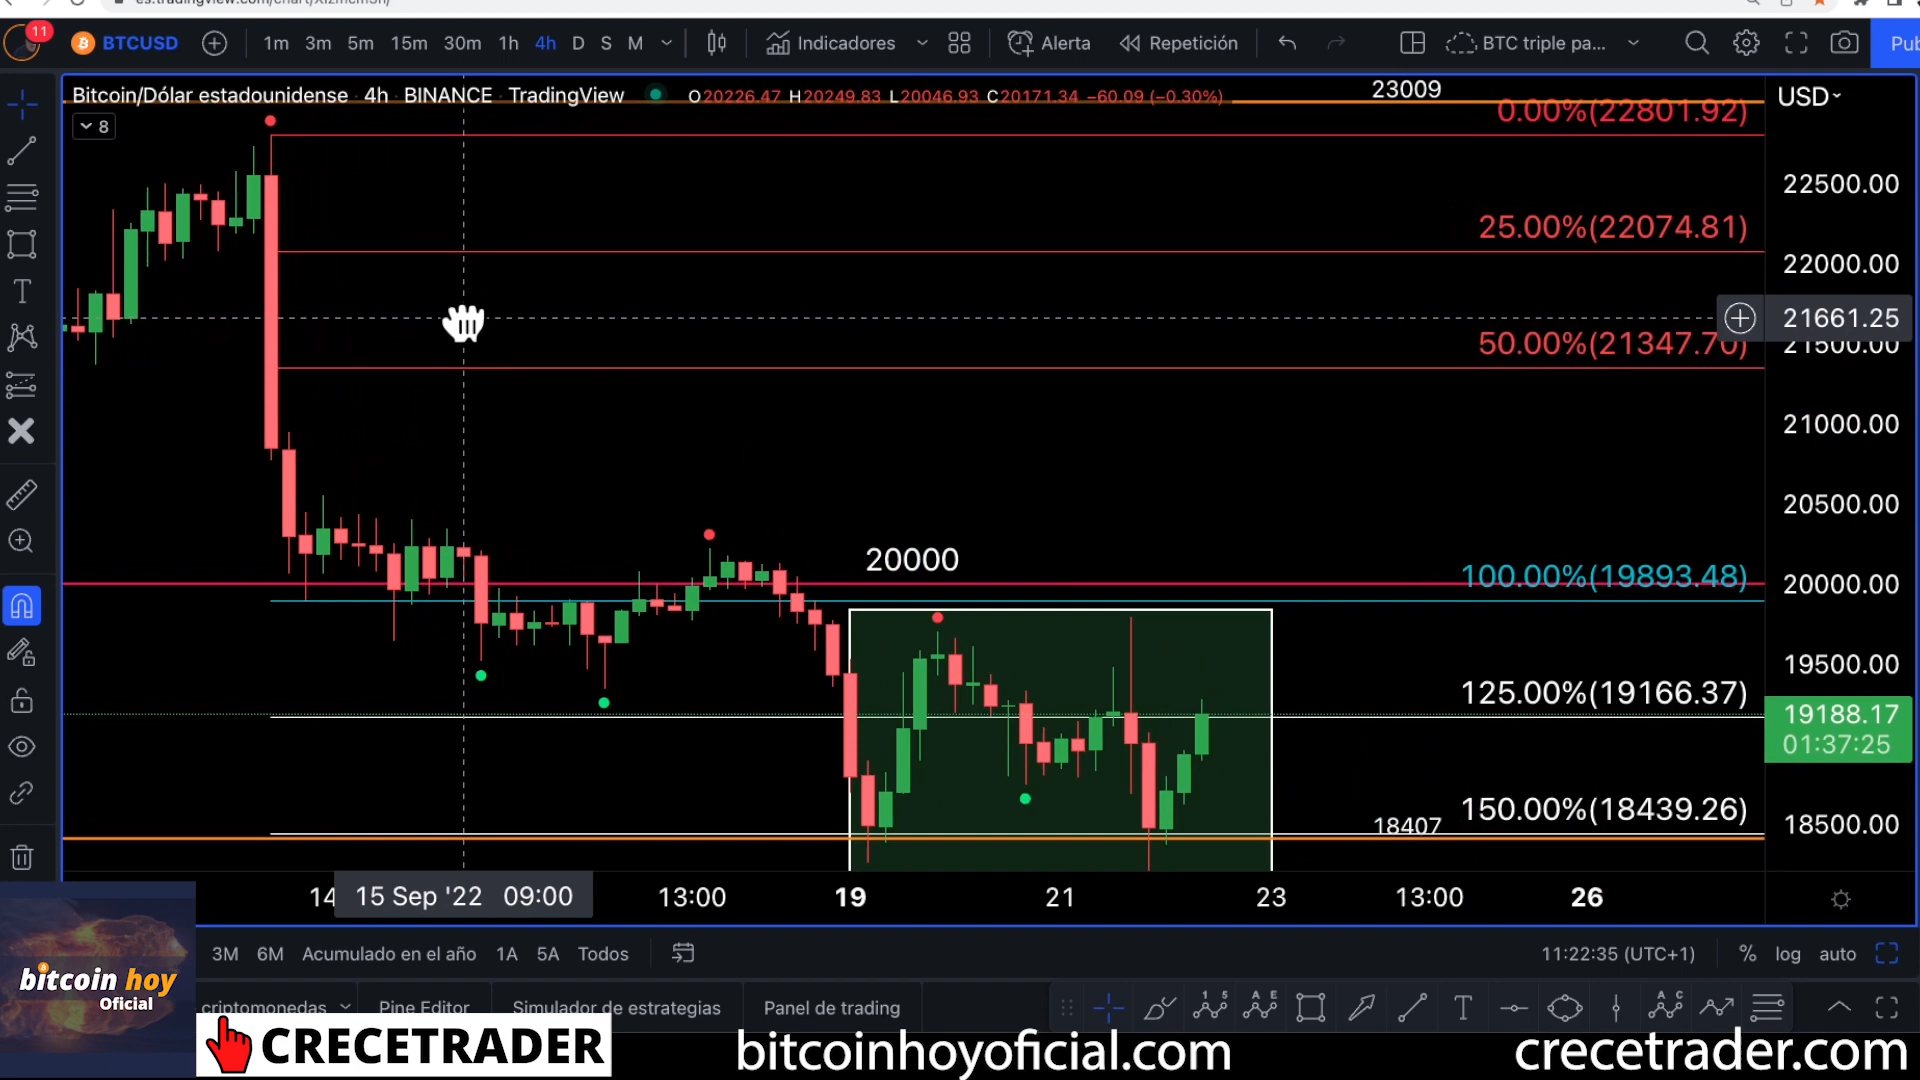 11 BTCUSD 1m 3m 5m 15m 30m 1h 4h D S M Indicadores Alerta Repetición BTC triple pa...
Bitcoin/Dólar estadounidense · 4h · BINANCE · TradingView O20226.47 H20249.83 L20046.93 C20171.34 −60.09 (−0.30%)
8
23009
USD
0.00%(22801.92)
22500.00
25.00%(22074.81)
22000.00
21661.25
50.00%(21347.70)
21500.00
21000.00
20500.00
20000
100.00%(19893.48)
20000.00
19500.00
125.00%(19166.37)
19188.17
01:37:25
150.00%(18439.26)
18407
18500.00
14 15 Sep '22 09:00 13:00 19 21 23 13:00 26
3M 6M Acumulado en el año 1A 5A Todos 11:22:35 (UTC+1) % log auto
criptomonedas Pine Editor Simulador de estrategias Panel de trading
bitcoin hoy
Oficial
CRECETRADER bitcoinhoyoficial.com crecetrader.com